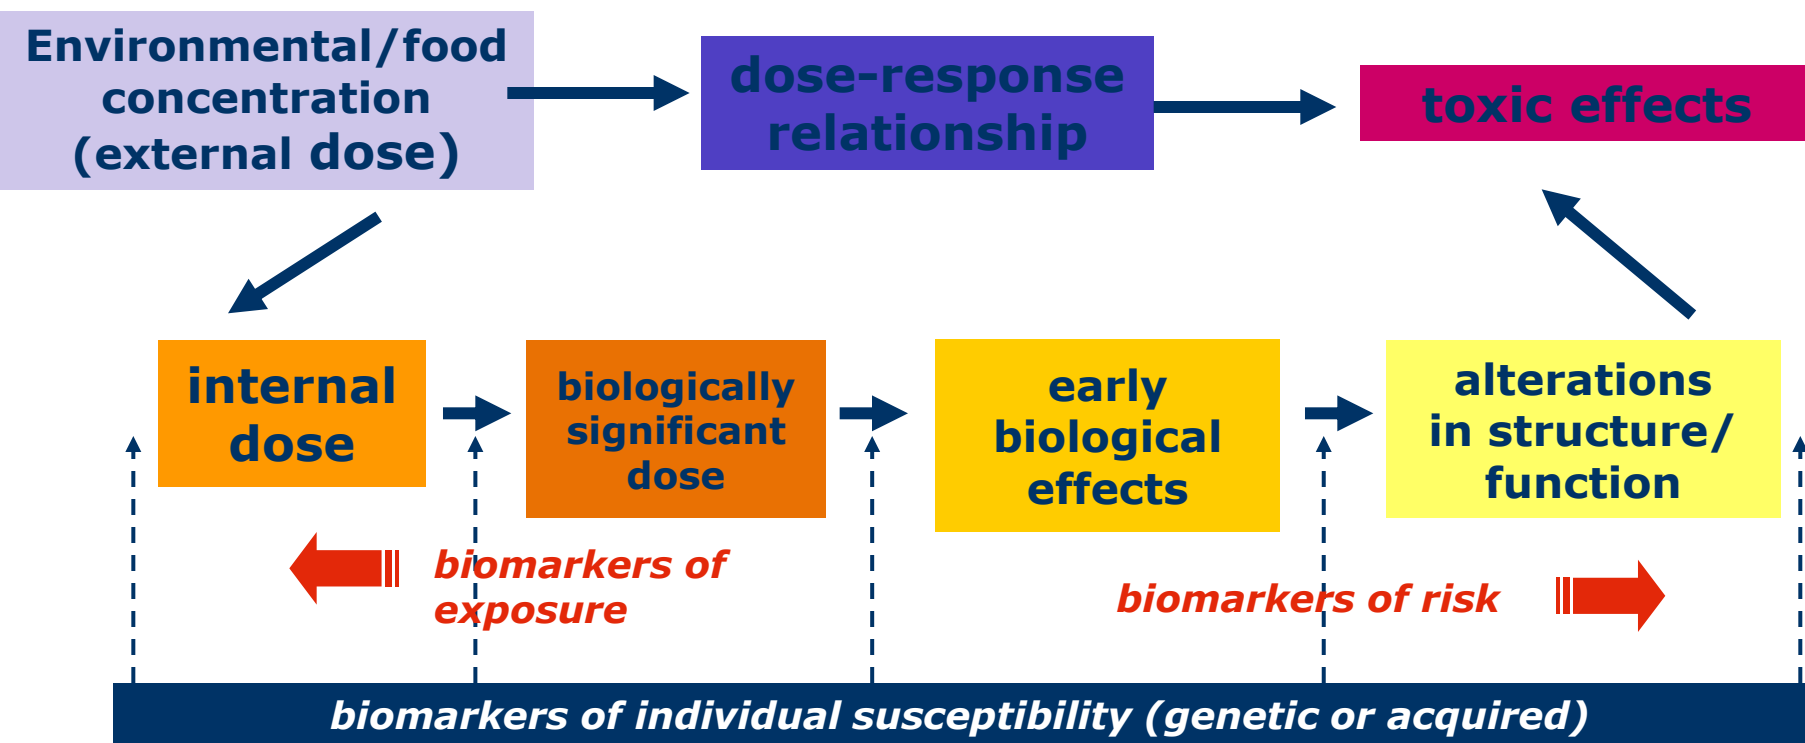 Environmental/food
concentration
(external dose)
dose–response
relationship
toxic effects
internal
dose
biologically
significant
dose
early
biological
effects
alterations
in structure/
function
biomarkers of
exposure
biomarkers of risk
biomarkers of individual susceptibility (genetic or acquired)